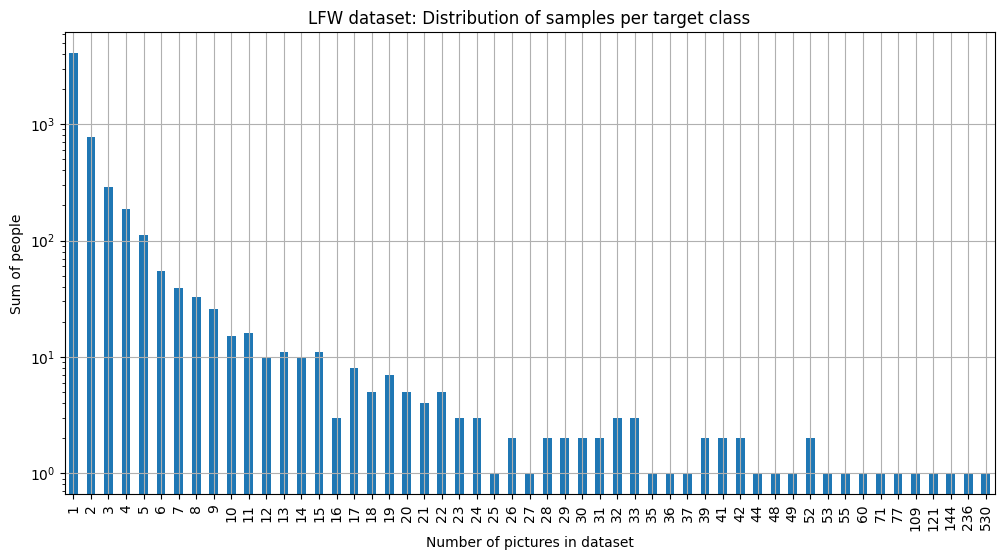 LFW dataset: Distribution of samples per target class
10³
10²
10¹
10⁰
Sum of people
1 2 3 4 5 6 7 8 9 10 11 12 13 14 15 16 17 18 19 20 21 22 23 24 25 26 27 28 29 30 31 32 33 35 36 37 39 41 42 44 48 49 52 53 55 60 71 77 109 121 144 236 530
Number of pictures in dataset